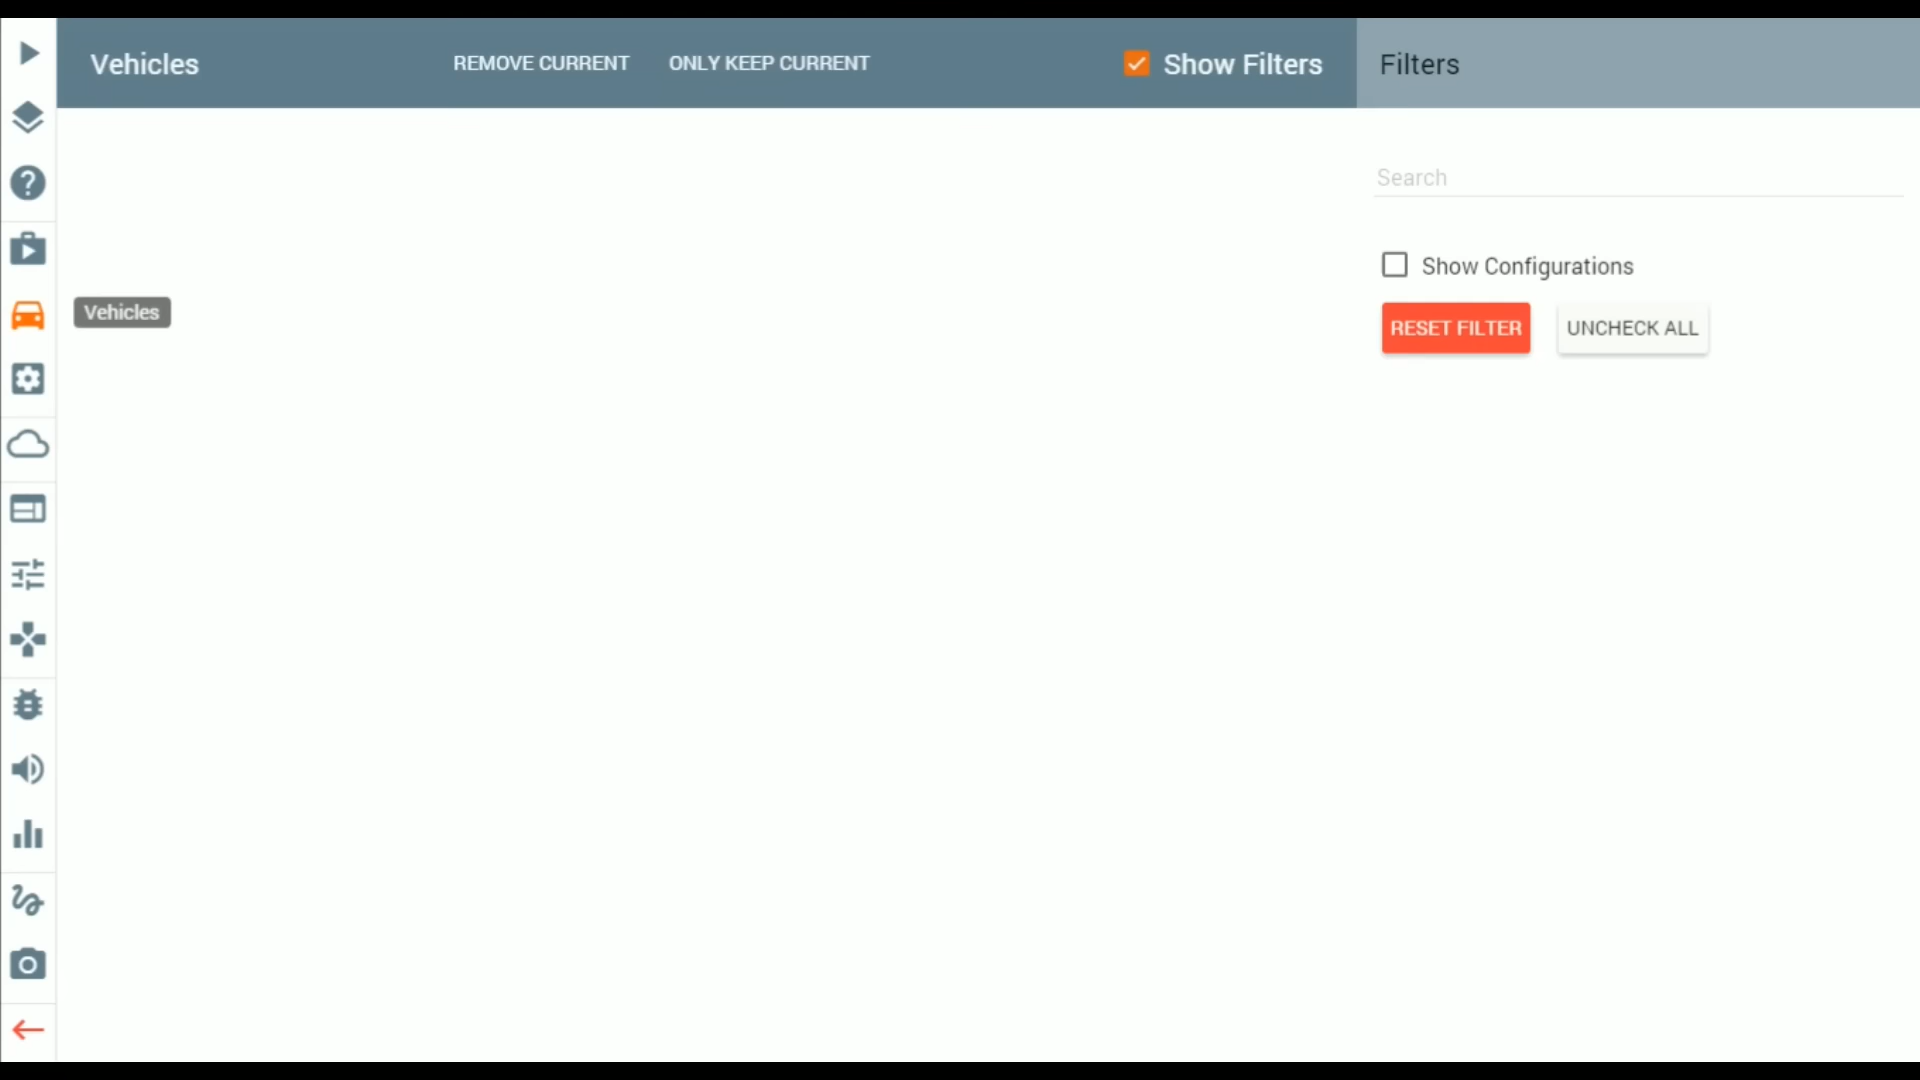 Vehicles
REMOVE CURRENT
ONLY KEEP CURRENT
Show Filters
Filters
Search
Show Configurations
Vehicles
RESET FILTER
UNCHECK ALL